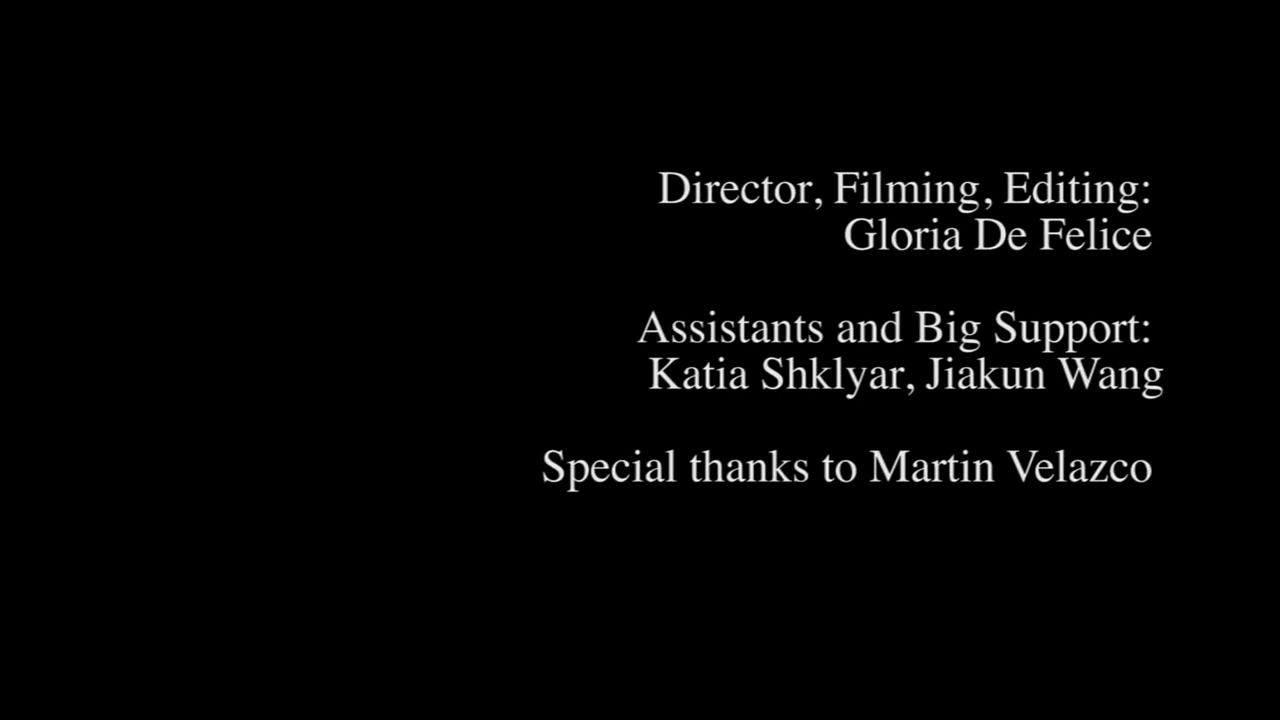 Director, Filming, Editing:
Gloria De Felice
Assistants and Big Support:
Katia Shklyar, Jiakun Wang
Special thanks to Martin Velazco